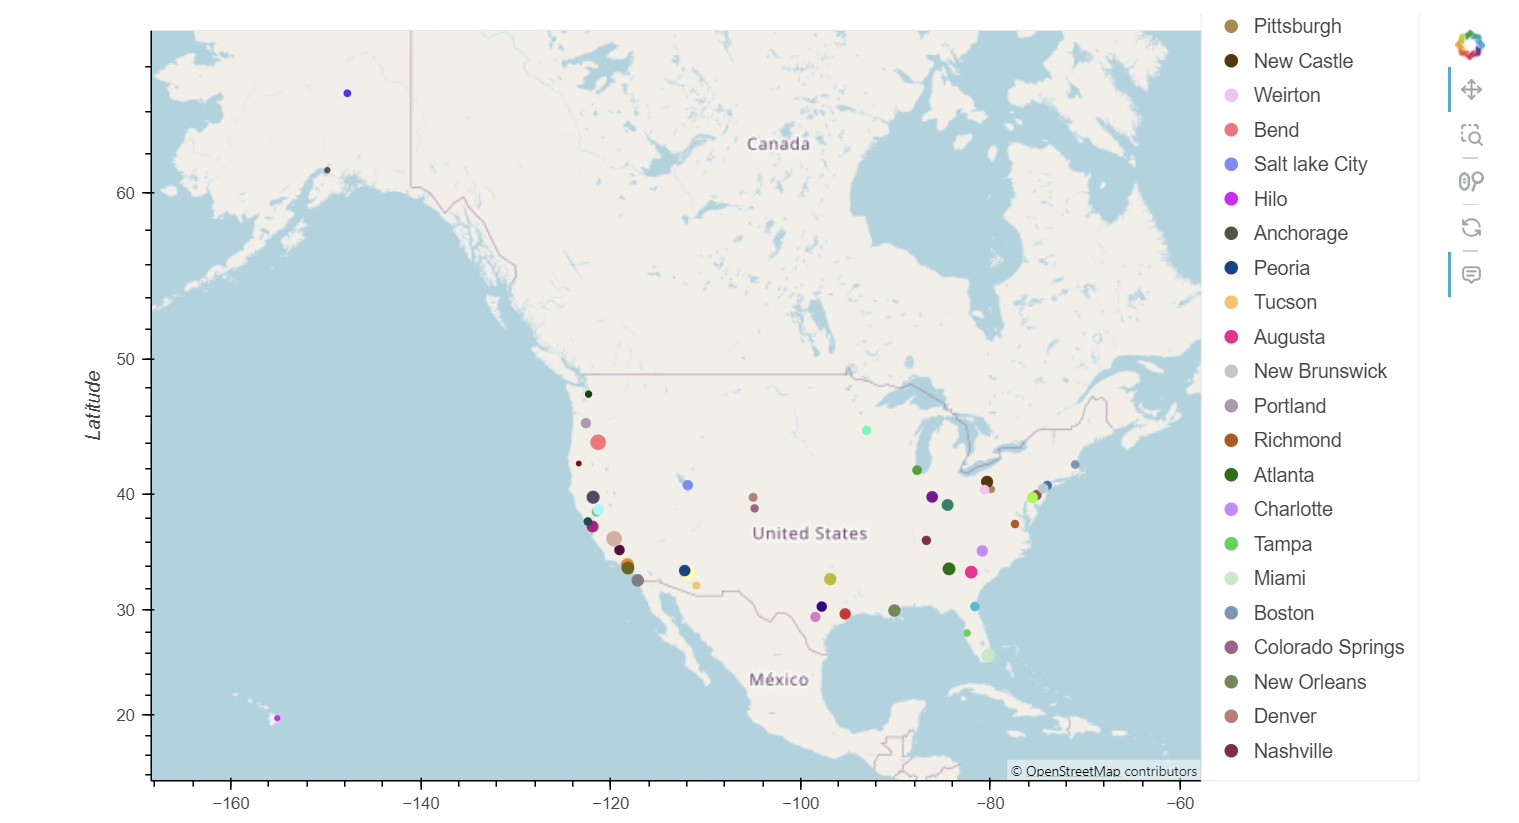 Pittsburgh
New Castle
Weirton
Bend
Salt lake City
Hilo
Anchorage
Peoria
Tucson
Augusta
New Brunswick
Portland
Richmond
Atlanta
Charlotte
Tampa
Miami
Boston
Colorado Springs
New Orleans
Denver
Nashville
Canada
United States
México
© OpenStreetMap contributors
Latitude
60
50
40
30
20
−160
−140
−120
−100
−80
−60